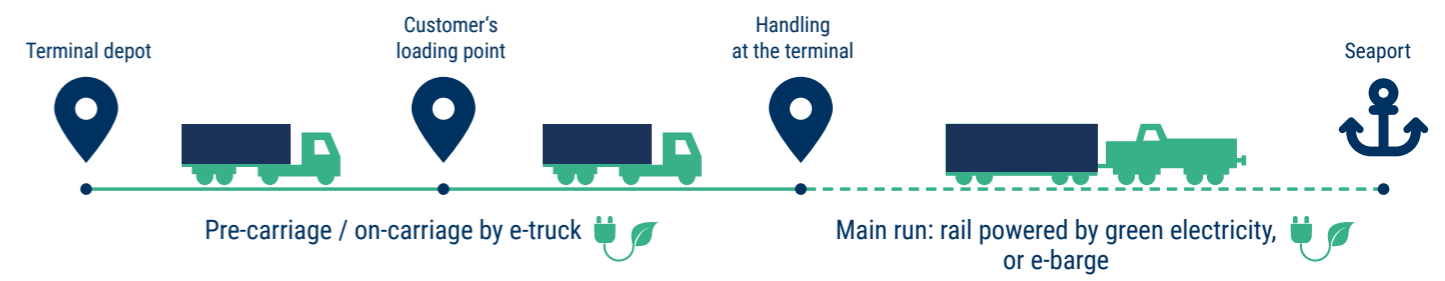 Terminal depot
Customer‘s
loading point
Handling
at the terminal
Seaport
Pre-carriage / on-carriage by e-truck
Main run: rail powered by green electricity,
or e-barge